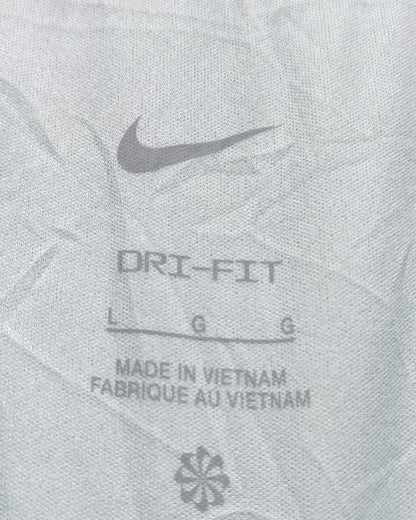 DRI-FIT
L G G
MADE IN VIETNAM
FABRIQUE AU VIETNAM